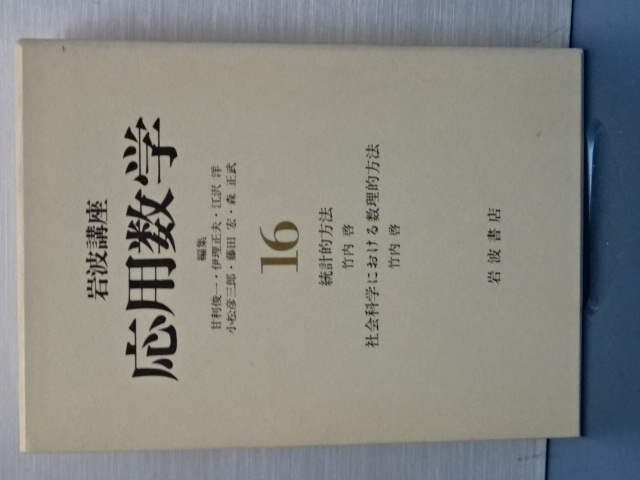 岩波講座
応用数学
編集
甘利俊一・伊理正夫・江沢 洋
小松彦三郎・藤田 宏・森 正武
16
統計的方法
竹内 啓
社会科学における数理的方法
竹内 啓
岩波書店